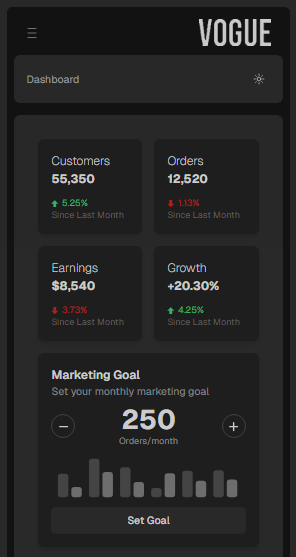 VOGUE
Dashboard
Customers
55,350
5.25%
Since Last Month
Orders
12,520
1.13%
Since Last Month
Earnings
$8,540
3.73%
Since Last Month
Growth
+20.30%
4.25%
Since Last Month
Marketing Goal
Set your monthly marketing goal
250
Orders/month
Set Goal